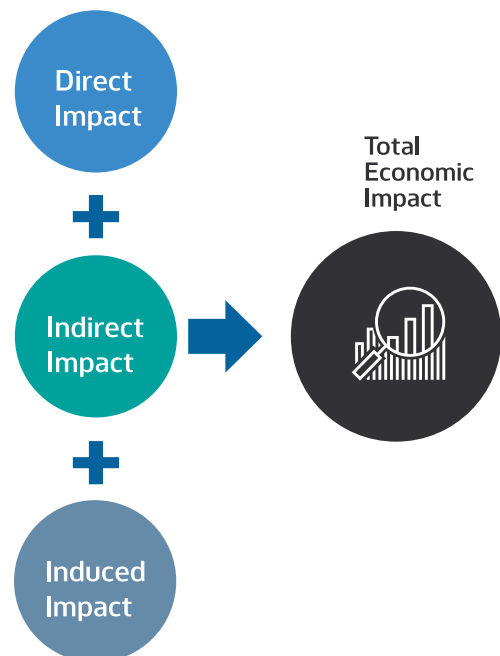 Direct
Impact
Total
Economic
Impact
Indirect
Impact
Induced
Impact